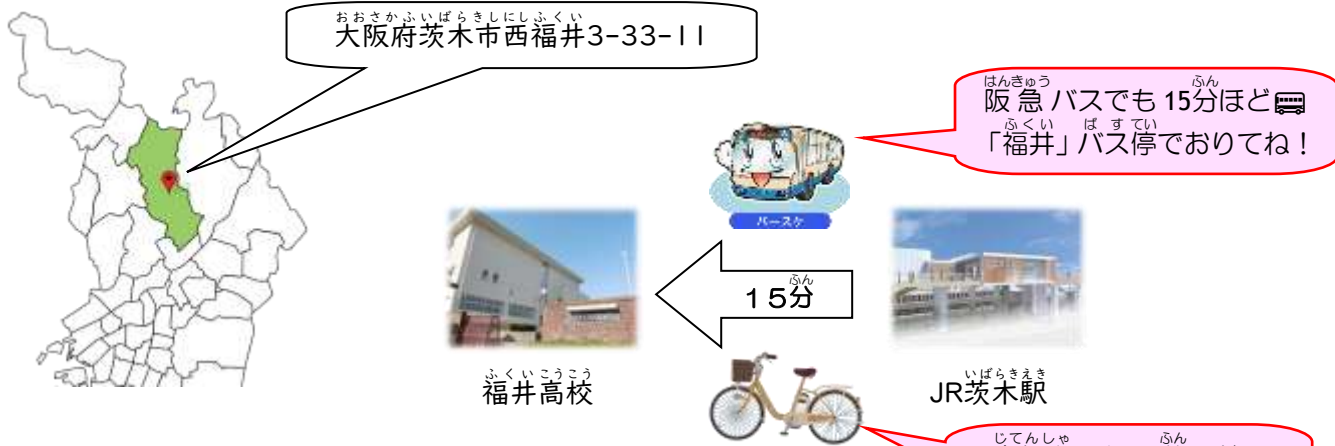 大阪府茨木市西福井3-33-11
阪急バスでも15分ほど🚌
「福井」バス停でおりてね！
バースケ
15分
福井高校
JR茨木駅